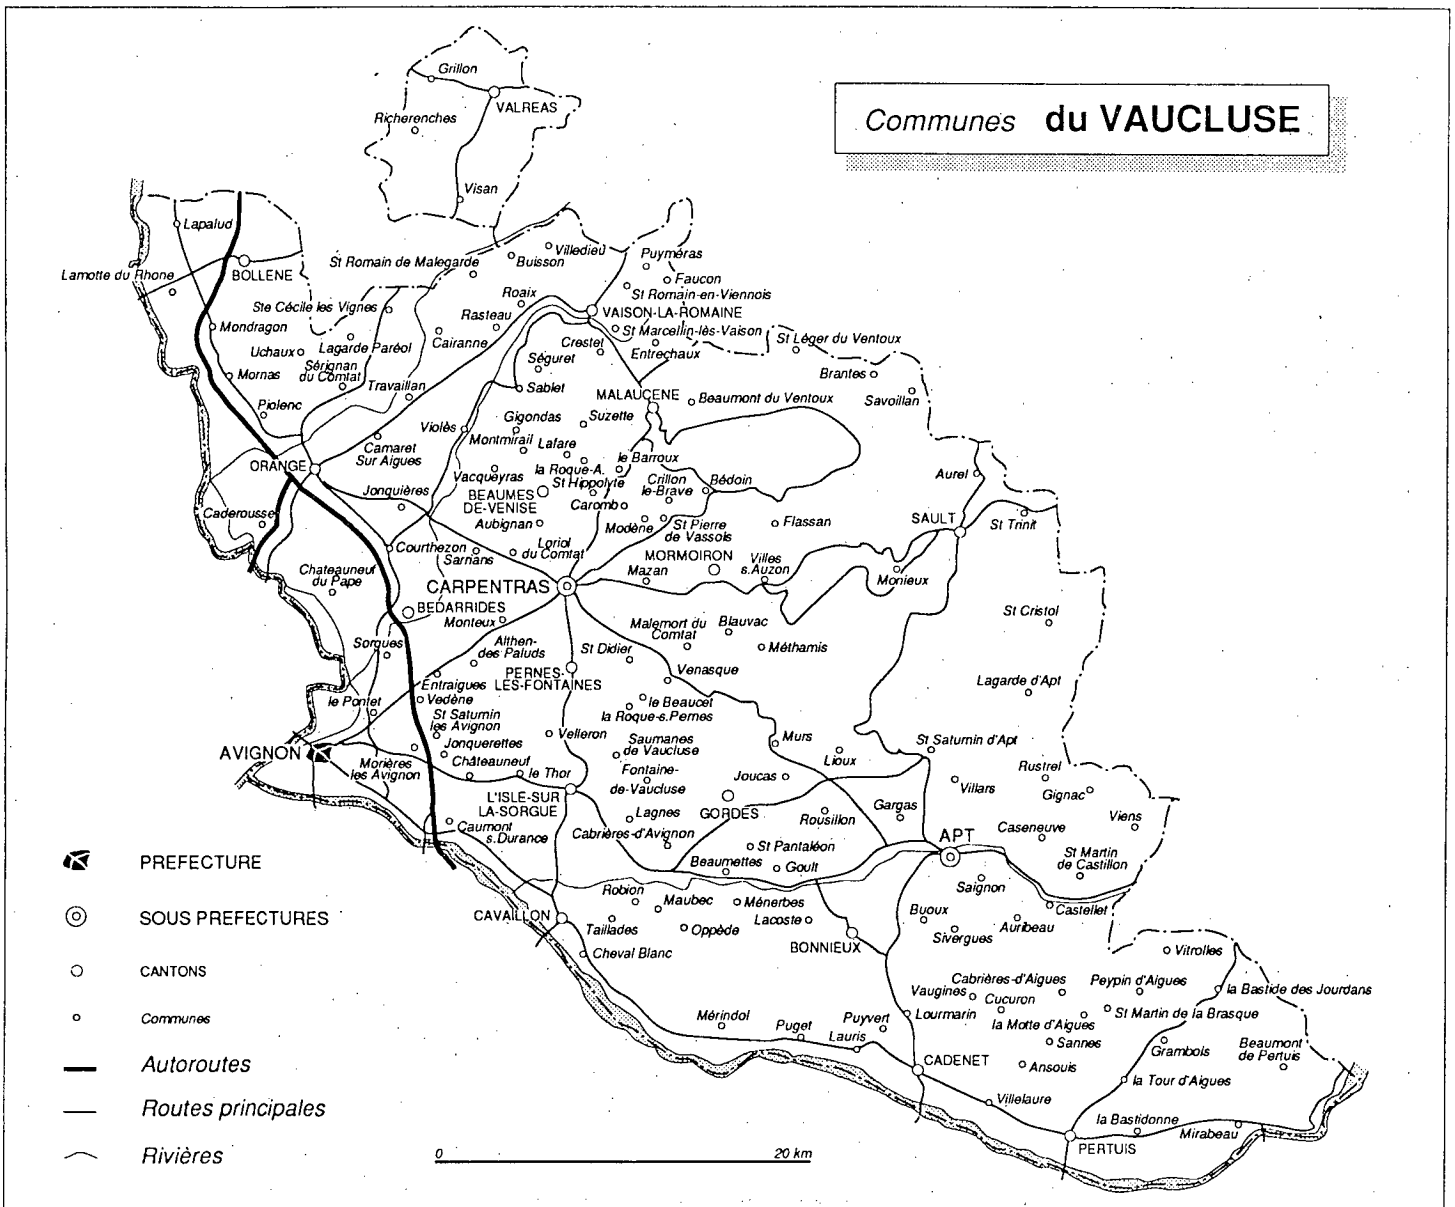 Communes du VAUCLUSE
Grillon
VALREAS
Richerenches
Visan
Lapalud
BOLLENE
Lamotte du Rhone
St Romain de Malegarde
Buisson
Villedieu
Puyméras
Faucon
St Romain-en-Viennois
Ste Cécile les Vignes
Roaix
Rasteau
VAISON-LA-ROMAINE
Mondragon
Uchaux
Lagarde Paréol
Cairanne
St Marcellin-lès-Vaison
Crestet
Entrechaux
St Léger du Ventoux
Séguret
Brantes
Mornas
Sérignan
du Comtat
Travaillan
Sablet
MALAUCENE
Beaumont du Ventoux
Savoillan
Piolenc
Violès
Gigondas
Suzette
Montmirail
Lafare
Camaret
Sur Aigues
ORANGE
Vacqueyras
la Roque-A.
le Barroux
St Hippolyte
Crillon
le-Brave
Bédoin
Aurel
Jonquières
BEAUMES
DE-VENISE
Caromb
Caderousse
Aubignan
Modène
St Pierre
de Vassols
Flassan
SAULT
St Trinit
Courthezon
Sarrians
Loriol
du Comtat
MORMOIRON
Villes
s.Auzon
Chateauneuf
du Pape
CARPENTRAS
Mazan
Monieux
BEDARRIDES
Monteux
St Cristol
Malemort du
Comtat
Blauvac
Sorgues
Althen-
des Paluds
St Didier
Méthamis
Venasque
PERNES-
LES-FONTAINES
Entraigues
Lagarde d'Apt
le Pontet
Vedène
le Beaucet
la Roque-s.Pernes
St Saturnin
les Avignon
Velleron
Saumanes
de Vaucluse
Murs
St Saturnin d'Apt
AVIGNON
Jonquerettes
Morières
les Avignon
Châteauneuf
le Thor
Fontaine-
de-Vaucluse
Joucas
Lioux
Rustrel
Villars
Gignac
L'ISLE-SUR
LA-SORGUE
GORDES
Gargas
Lagnes
Rousillon
Caumont
s.Durance
Cabrières-d'Avignon
Viens
Caseneuve
APT
St Pantaléon
St Martin
de Castillon
Beaumettes
Goult
Saignon
Robion
Maubec
Ménerbes
Castellet
CAVAILLON
Taillades
Oppède
Lacoste
Buoux
Auribeau
BONNIEUX
Sivergues
Cheval Blanc
Vitrolles
Cabrières-d'Aigues
Peypin d'Aigues
Vaugines
Cucuron
la Bastide des Jourdans
Mérindol
Puget
Puyvert
Lauris
Lourmarin
la Motte d'Aigues
St Martin de la Brasque
Sannes
Grambois
Beaumont
de Pertuis
CADENET
Ansouis
la Tour d'Aigues
Villelaure
la Bastidonne
Mirabeau
PERTUIS
PREFECTURE
SOUS PREFECTURES
CANTONS
Communes
Autoroutes
Routes principales
Rivières
0 20 km